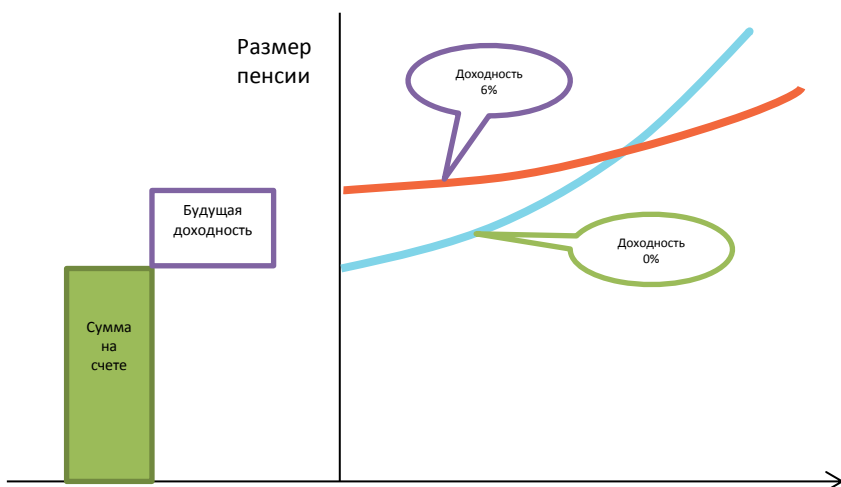 Размер
пенсии
Доходность
6%
Будущая
доходность
Доходность
0%
Сумма
на
счете